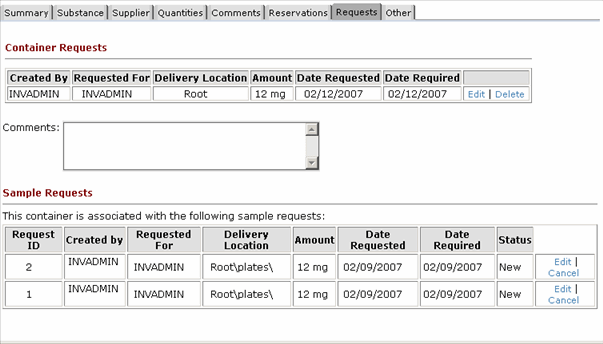 Summary Substance Supplier Quantities Comments Reservations Requests Other
Container Requests
Created By Requested For Delivery Location Amount Date Requested Date Required
INVADMIN INVADMIN Root 12 mg 02/12/2007 02/12/2007 Edit | Delete
Comments:
Sample Requests
This container is associated with the following sample requests:
Request ID Created by Requested For Delivery Location Amount Date Requested Date Required Status
2 INVADMIN INVADMIN Root\plates\ 12 mg 02/09/2007 02/09/2007 New Edit | Cancel
1 INVADMIN INVADMIN Root\plates\ 12 mg 02/09/2007 02/09/2007 New Edit | Cancel